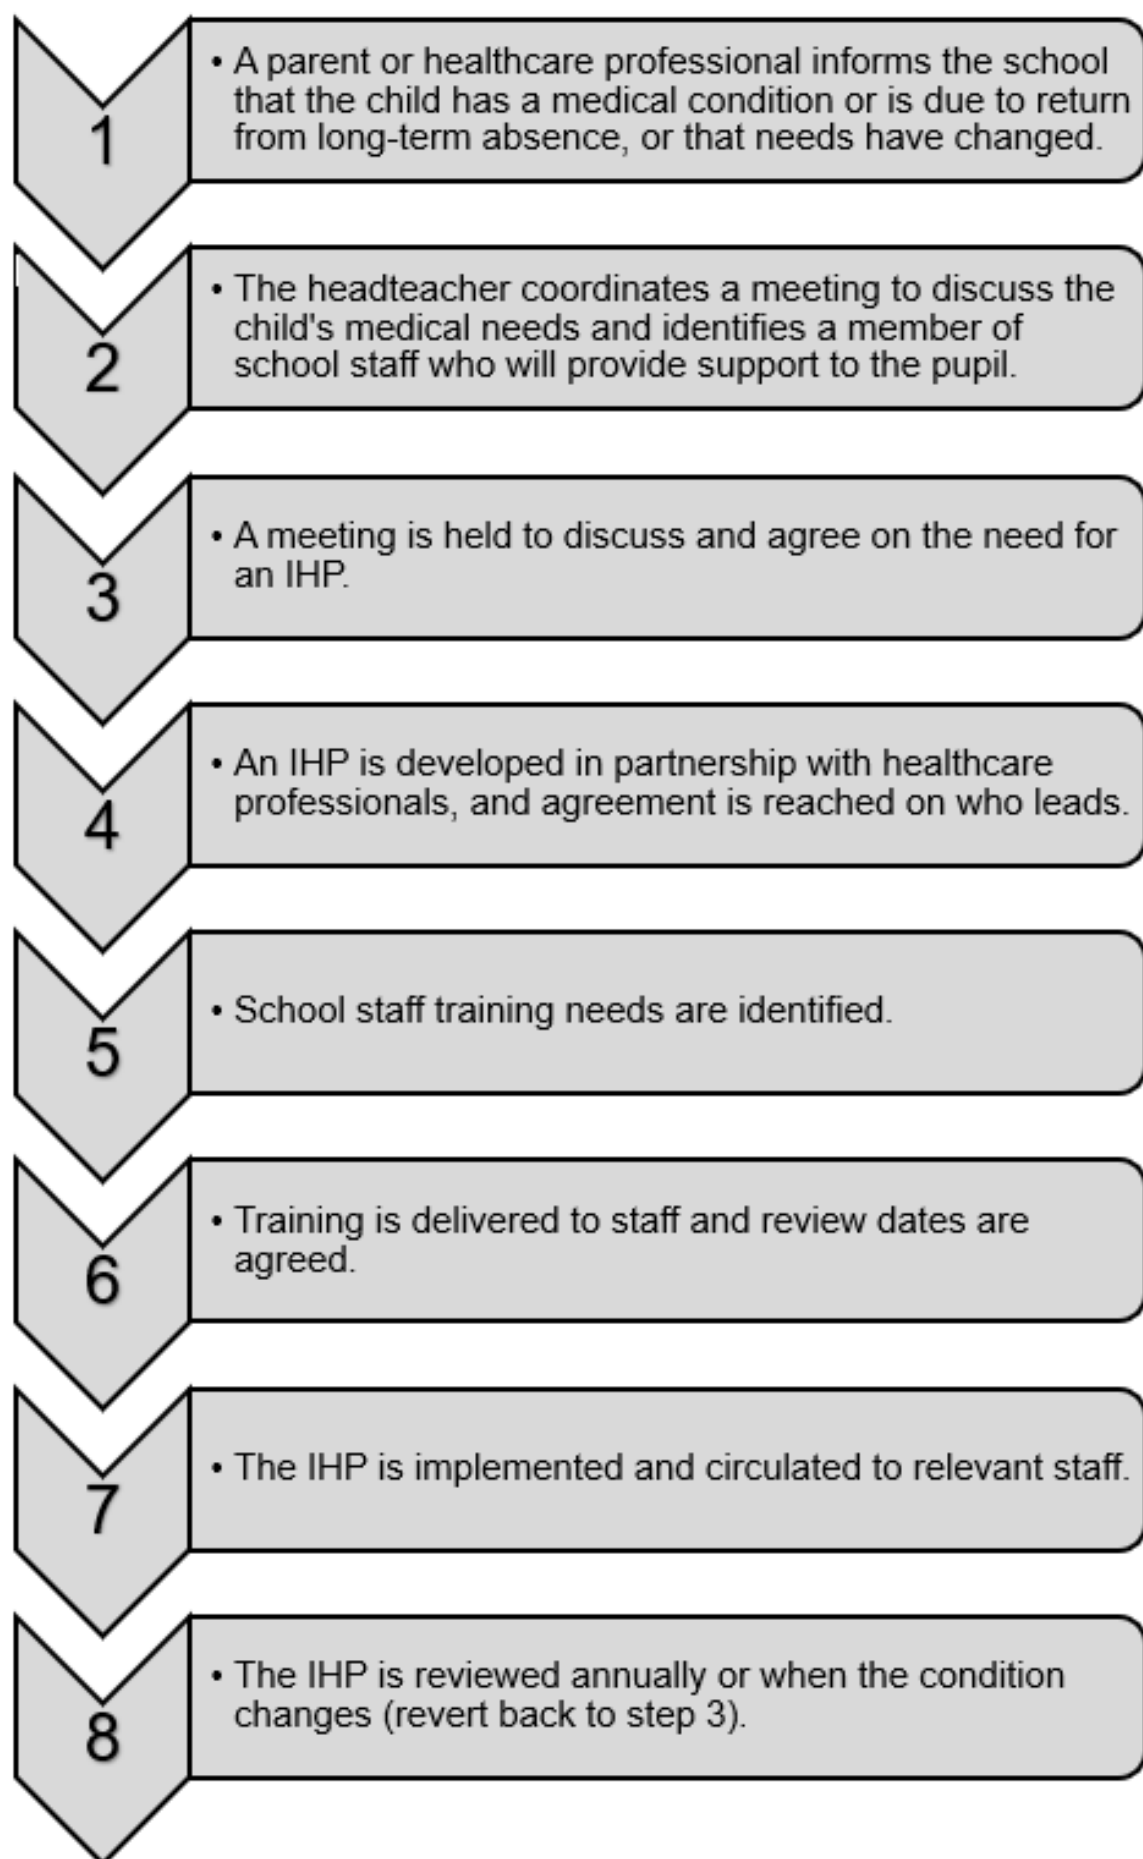 1
• A parent or healthcare professional informs the school
that the child has a medical condition or is due to return
from long-term absence, or that needs have changed.
2
• The headteacher coordinates a meeting to discuss the
child's medical needs and identifies a member of
school staff who will provide support to the pupil.
3
• A meeting is held to discuss and agree on the need for
an IHP.
4
• An IHP is developed in partnership with healthcare
professionals, and agreement is reached on who leads.
5
• School staff training needs are identified.
6
• Training is delivered to staff and review dates are
agreed.
7
• The IHP is implemented and circulated to relevant staff.
8
• The IHP is reviewed annually or when the condition
changes (revert back to step 3).